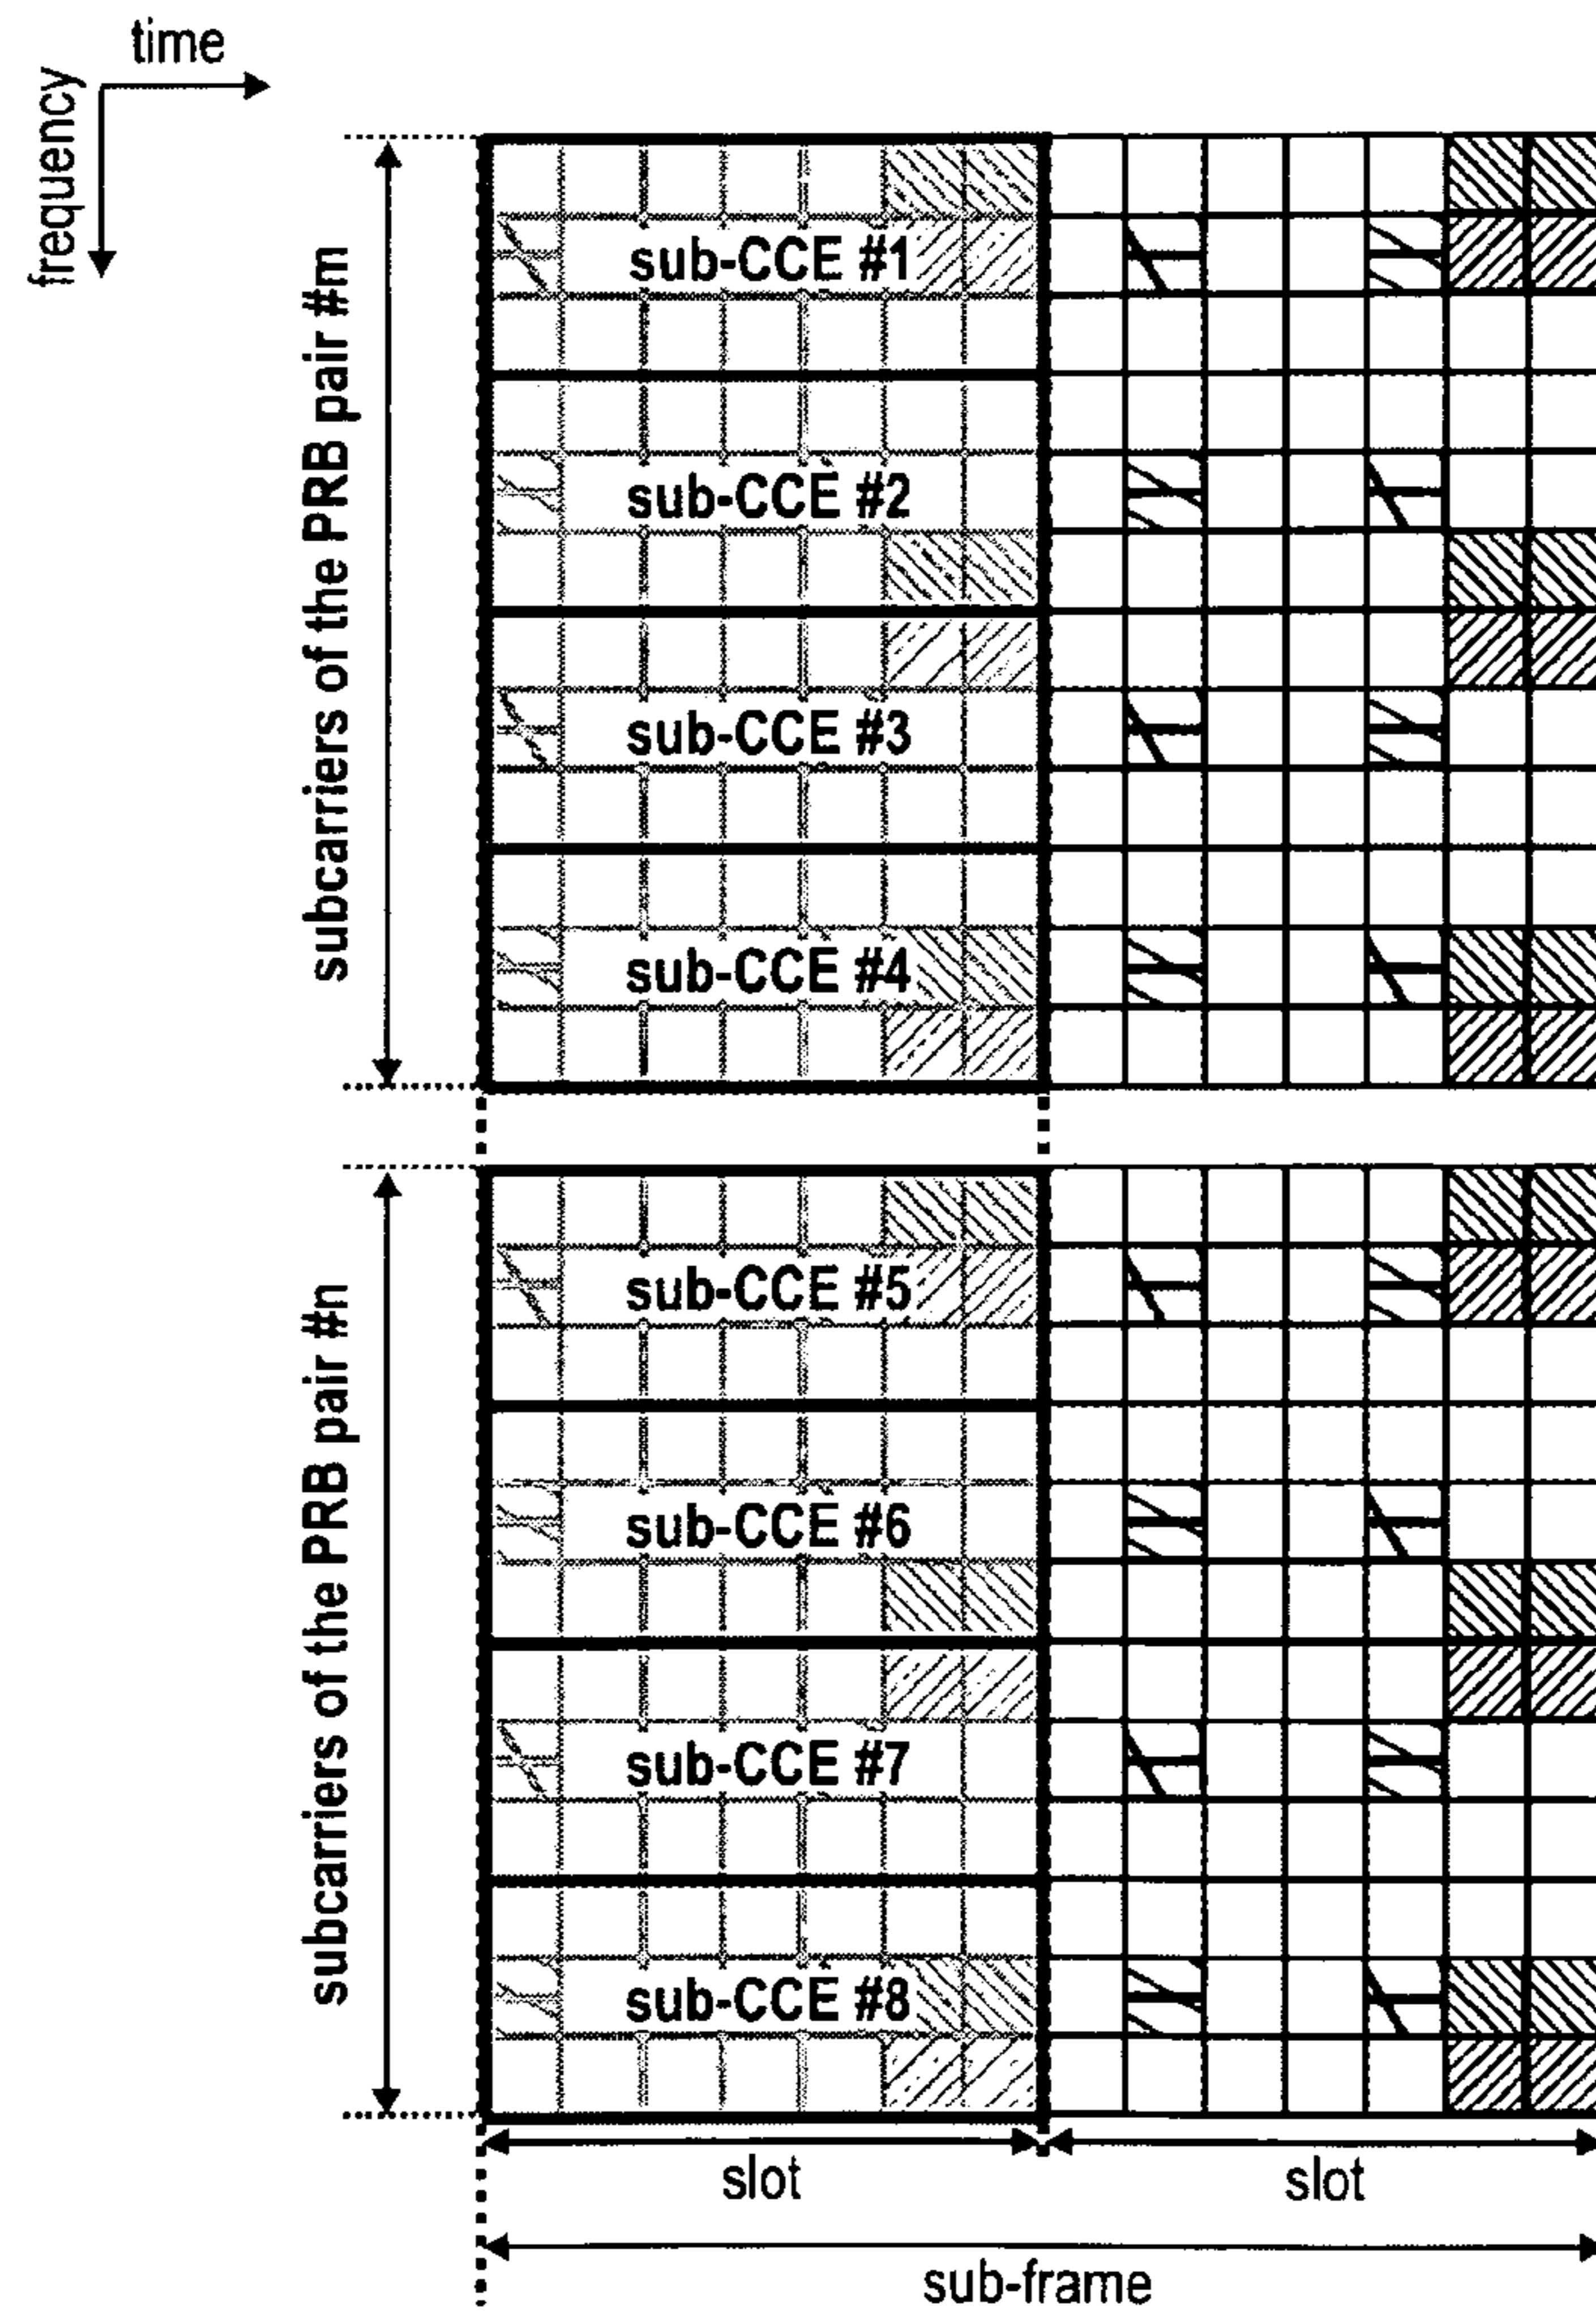 time
frequency
subcarriers of the PRB pair #m
sub-CCE #1
sub-CCE #2
sub-CCE #3
sub-CCE #4
subcarriers of the PRB pair #n
sub-CCE #5
sub-CCE #6
sub-CCE #7
sub-CCE #8
slot
slot
sub-frame